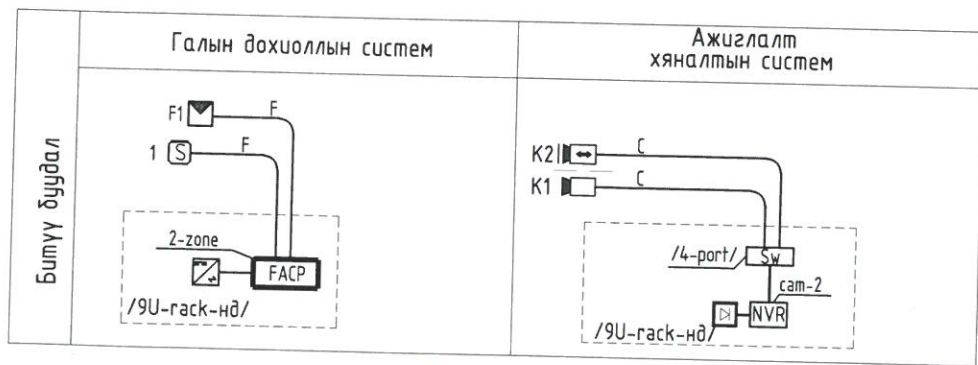 Галын дохиоллын систем
Ажиглалт
хяналтын систем
Битүү буудал
F1
F
1
S
F
2-zone
FACP
/9U-rack-нд/
K2
C
K1
C
/4-port/
Sw
cam-2
NVR
/9U-rack-нд/